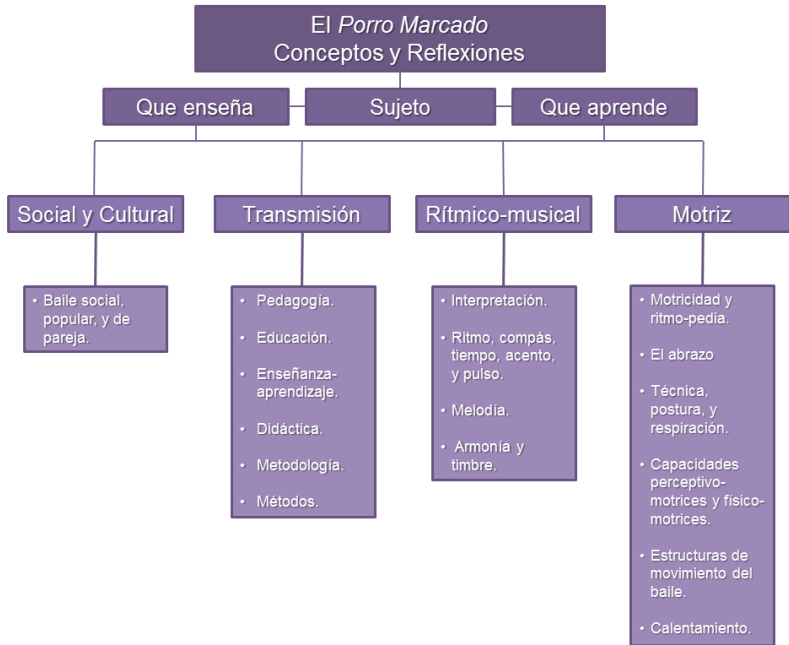 El Porro Marcado
Conceptos y Reflexiones
Que enseña
Sujeto
Que aprende
Social y Cultural
Transmisión
Rítmico-musical
Motriz
• Baile social,
popular, y de
pareja.
• Pedagogía.
• Educación.
• Enseñanza-
aprendizaje.
• Didáctica.
• Metodología.
• Métodos.
• Interpretación.
• Ritmo, compás,
tiempo, acento,
y pulso.
• Melodía.
• Armonía y
timbre.
• Motricidad y
ritmo-pedia.
• El abrazo
• Técnica,
postura, y
respiración.
• Capacidades
perceptivo-
motrices y físico-
motrices.
• Estructuras de
movimiento del
baile.
• Calentamiento.